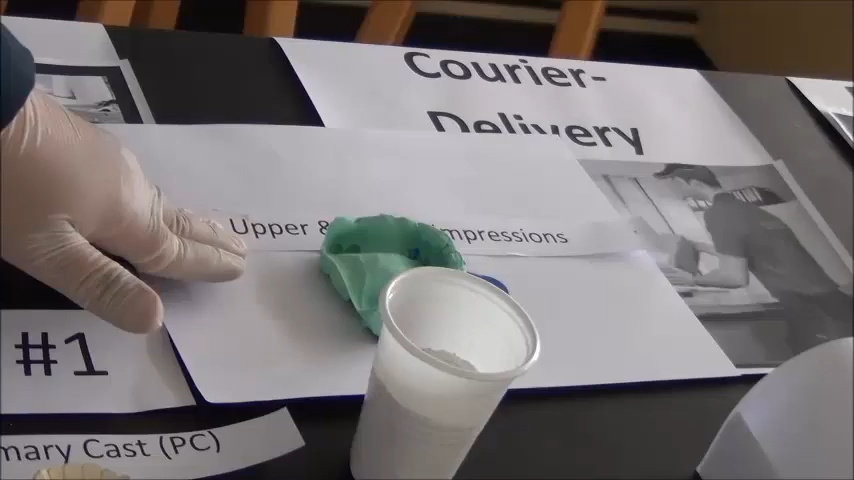 Courier-
Delivery
Upper & impressions
#1
mary Cast (PC)